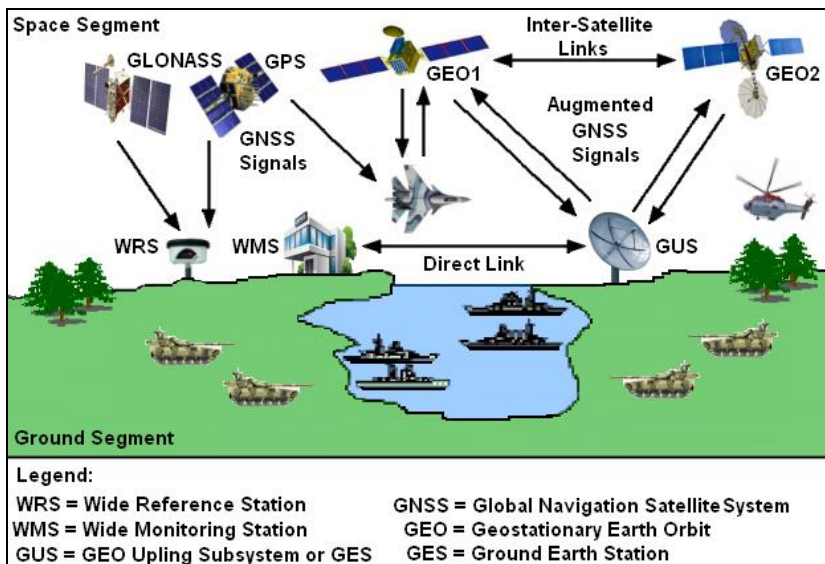 Space Segment
GLONASS
GPS
GEO1
Inter-Satellite
Links
GEO2
GNSS
Signals
Augmented
GNSS
Signals
WRS
WMS
GUS
Direct Link
Ground Segment
Legend:
WRS = Wide Reference Station
WMS = Wide Monitoring Station
GUS = GEO Upling Subsystem or GES
GNSS = Global Navigation Satellite System
GEO = Geostationary Earth Orbit
GES = Ground Earth Station